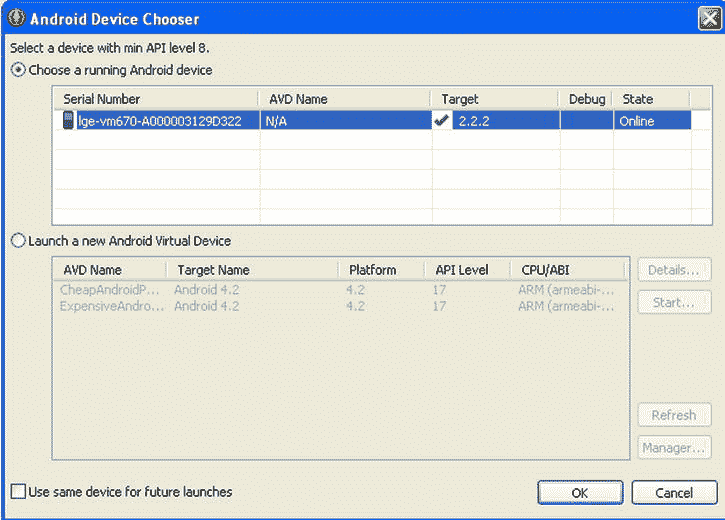 Android Device Chooser
Select a device with min API level 8.
Choose a running Android device
Serial Number AVD Name Target Debug State
lge-vm670-A000003129D322 N/A 2.2.2 Online
Launch a new Android Virtual Device
AVD Name Target Name Platform API Level CPU/ABI
CheapAndroidP... Android 4.2 4.2 17 ARM (armeabi-...
ExpensiveAndro... Android 4.2 4.2 17 ARM (armeabi-...
Details...
Start...
Refresh
Manager...
Use same device for future launches
OK Cancel